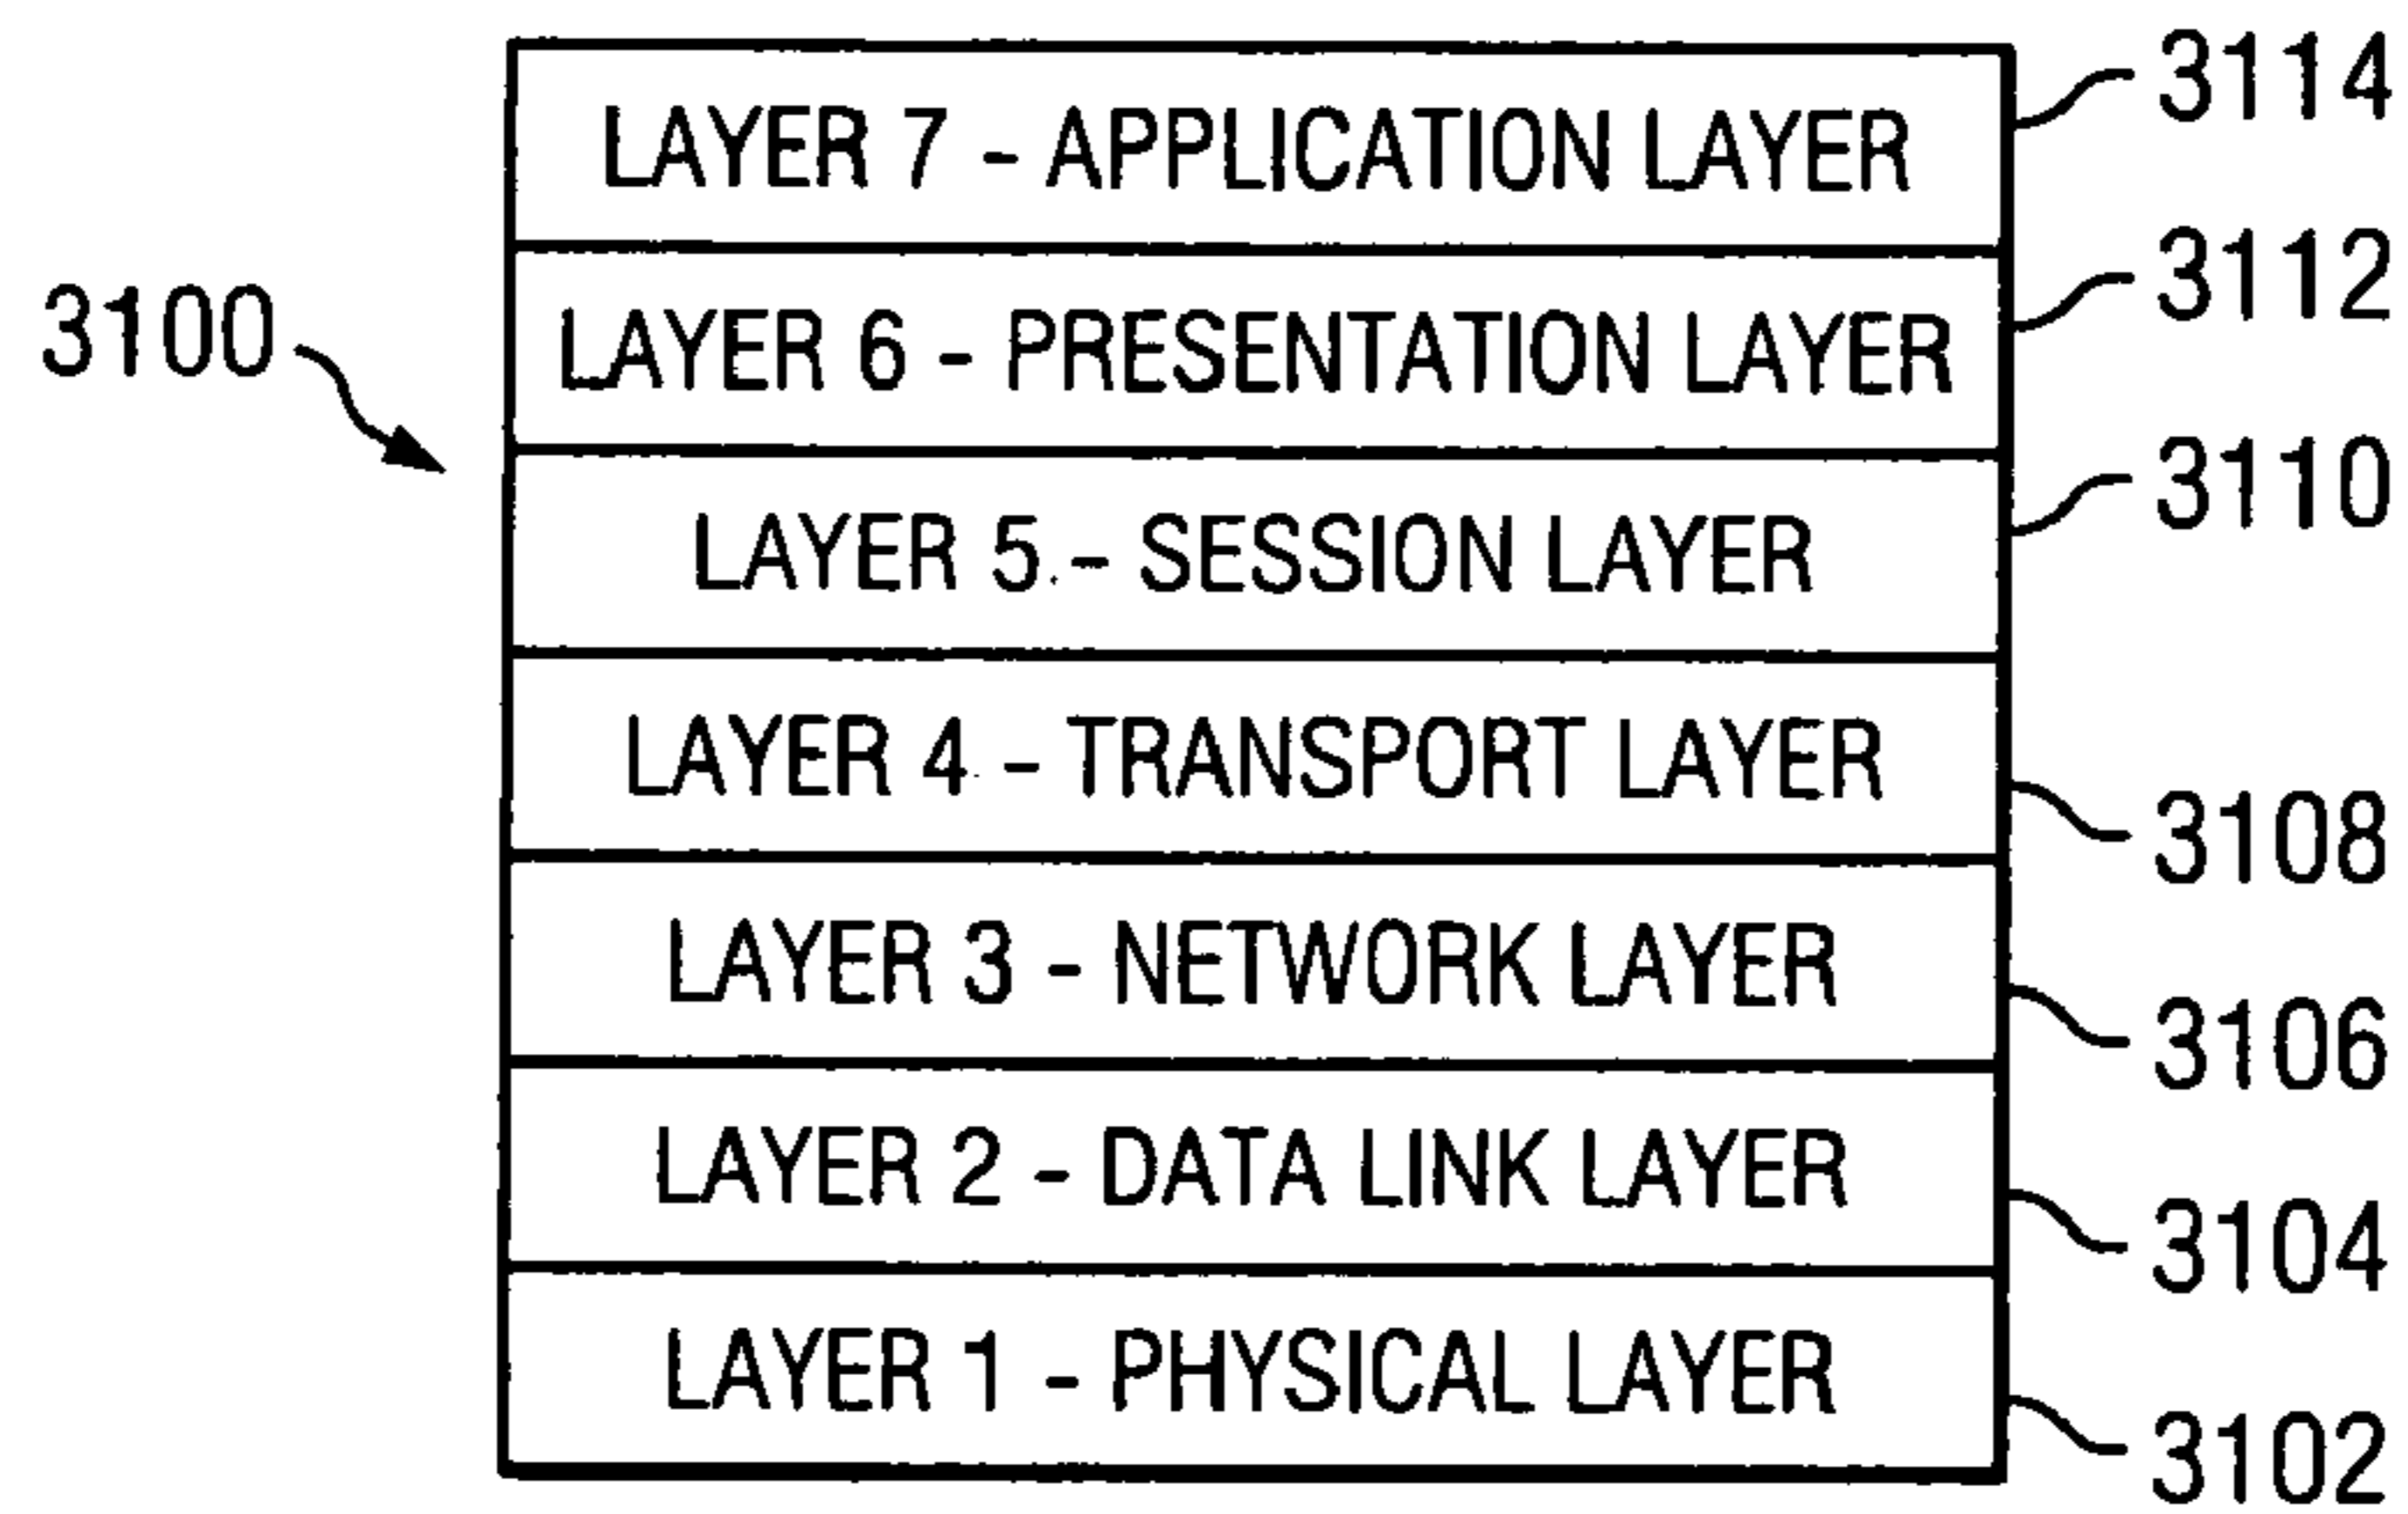 3114
LAYER 7 - APPLICATION LAYER
3112
LAYER 6 - PRESENTATION LAYER
3100
3110
LAYER 5.- SESSION LAYER
LAYER 4 - TRANSPORT LAYER
3108
LAYER 3 - NETWORK LAYER
3106
LAYER 2 - DATA LINK LAYER
3104
LAYER 1 - PHYSICAL LAYER
3102